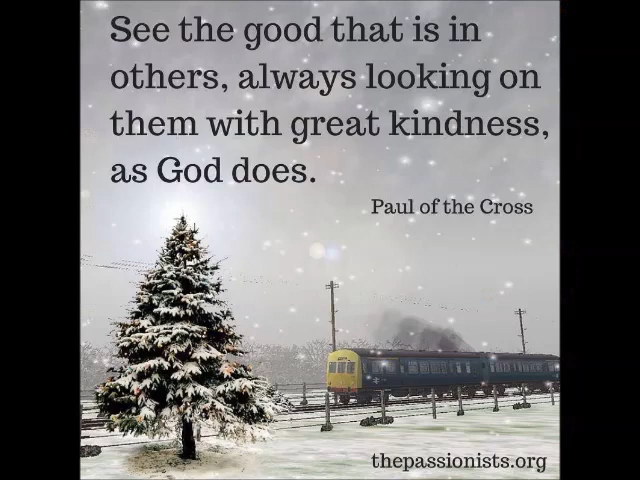 See the good that is in
others, always looking on
them with great kindness,
as God does.
Paul of the Cross
thepassionists.org